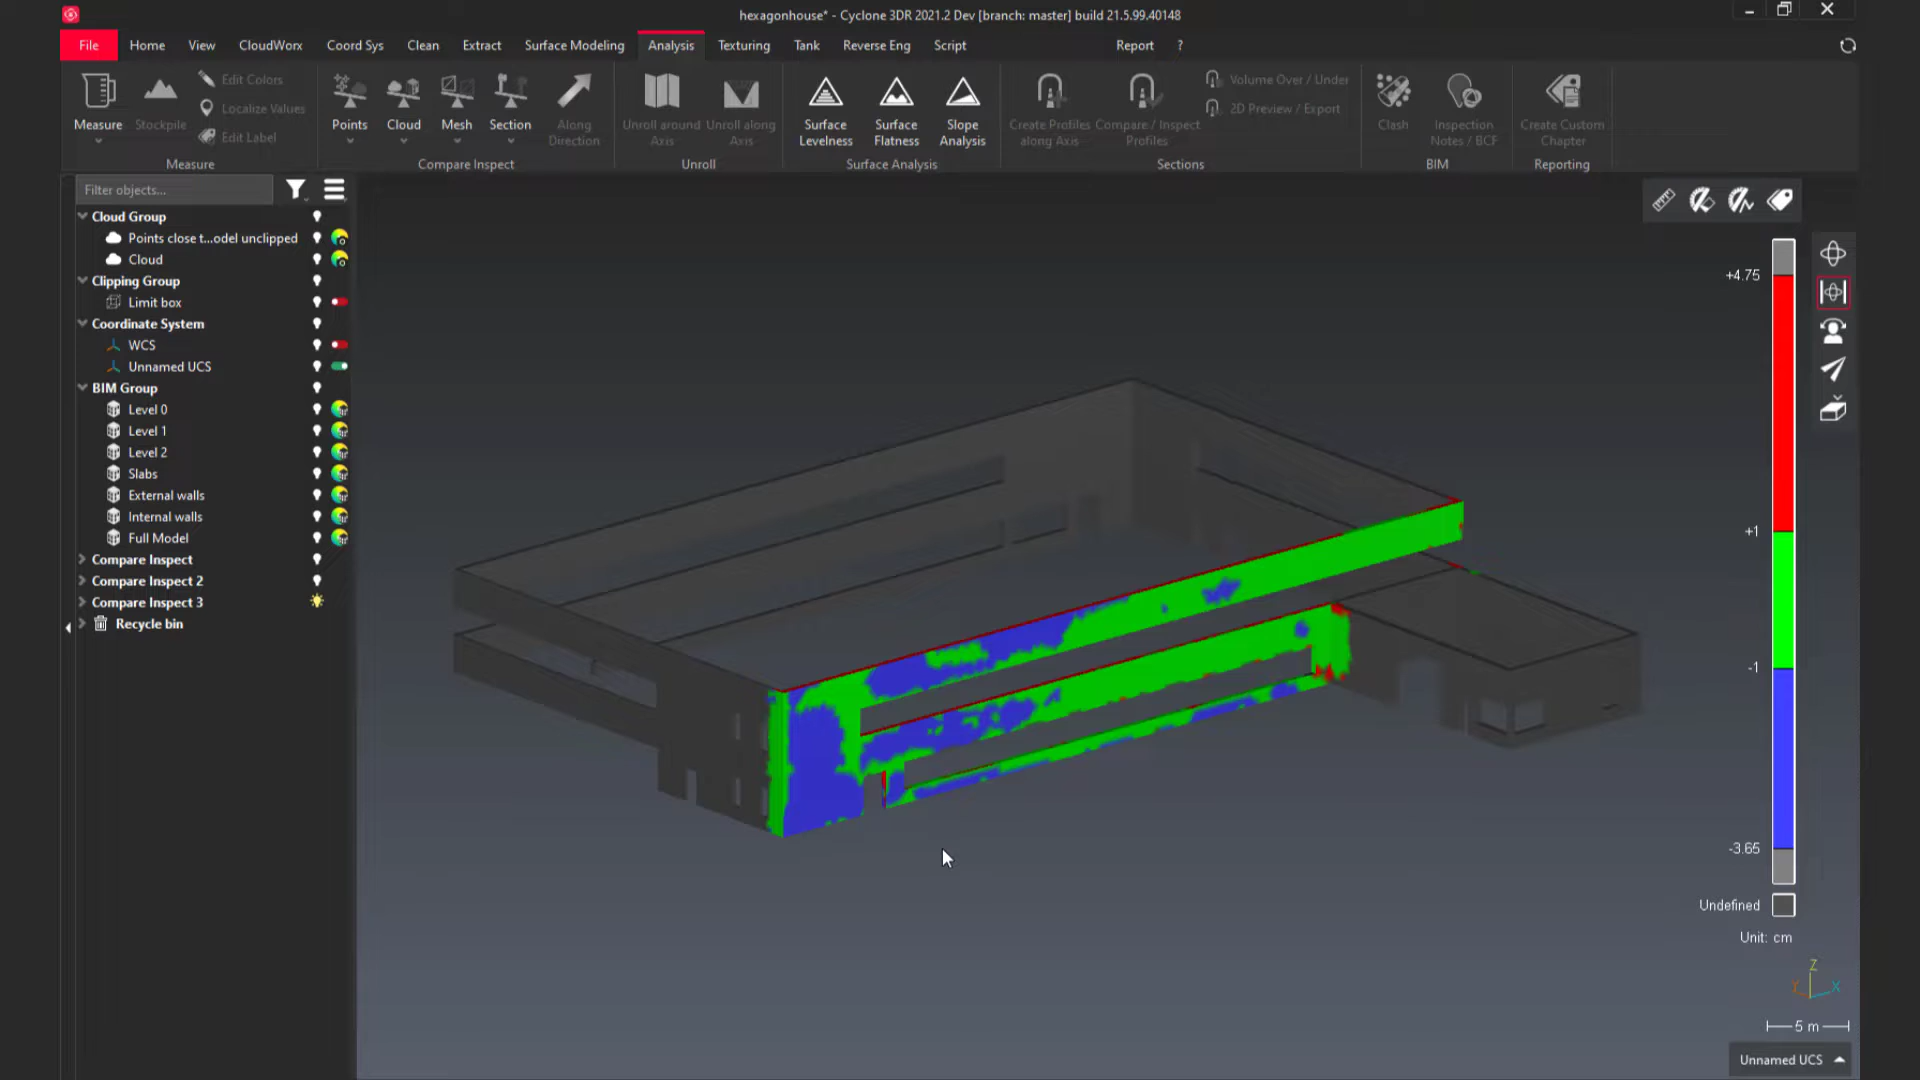 hexagonhouse* - Cyclone 3DR 2021.2 Dev [branch: master] build 21.5.99.40148
File Home View CloudWorx Coord Sys Clean Extract Surface Modeling Analysis Texturing Tank Reverse Eng Script Report ?
Measure
Stockpile
Edit Colors
Localize Values
Edit Label
Measure
Points
Cloud
Mesh
Section
Along
Direction
Compare Inspect
Unroll around
Axis
Unroll along
Axis
Unroll
Surface
Levelness
Surface
Flatness
Slope
Analysis
Surface Analysis
Create Profiles
along Axis
Compare / Inspect
Profiles
Volume Over / Under
2D Preview / Export
Sections
Clash
Inspection
Notes / BCF
BIM
Create Custom
Chapter
Reporting
Filter objects...
Cloud Group
Points close t...odel unclipped
Cloud
Clipping Group
Limit box
Coordinate System
WCS
Unnamed UCS
BIM Group
Level 0
Level 1
Level 2
Slabs
External walls
Internal walls
Full Model
Compare Inspect
Compare Inspect 2
Compare Inspect 3
Recycle bin
+4.75
+1
-1
-3.65
Undefined
Unit: cm
Z
Y X
5 m
Unnamed UCS